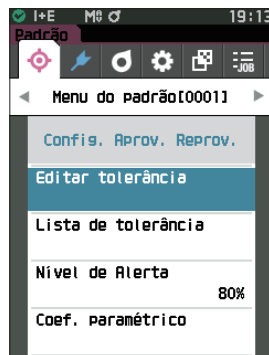 I+E M 19:13
Padrão
-JOB
Menu do padrão[0001]
Config. Aprov. Reprov.
Editar tolerância
Lista de tolerância
Nível de Alerta
80%
Coef. paramétrico